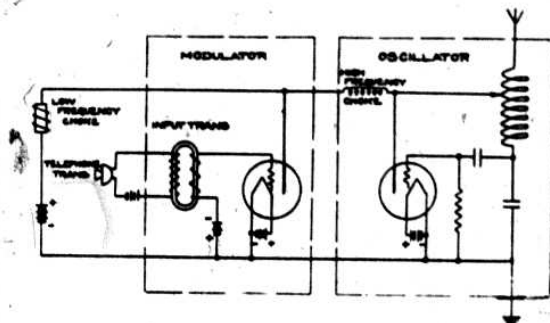 MODULATOR
OSCILLATOR
HIGH
FREQUENCY
CHOKE
LOW
FREQUENCY
CHOKE
INPUT TRANS
TELEPHONE
TRANS.
+
-
-
+
+ -
+ -